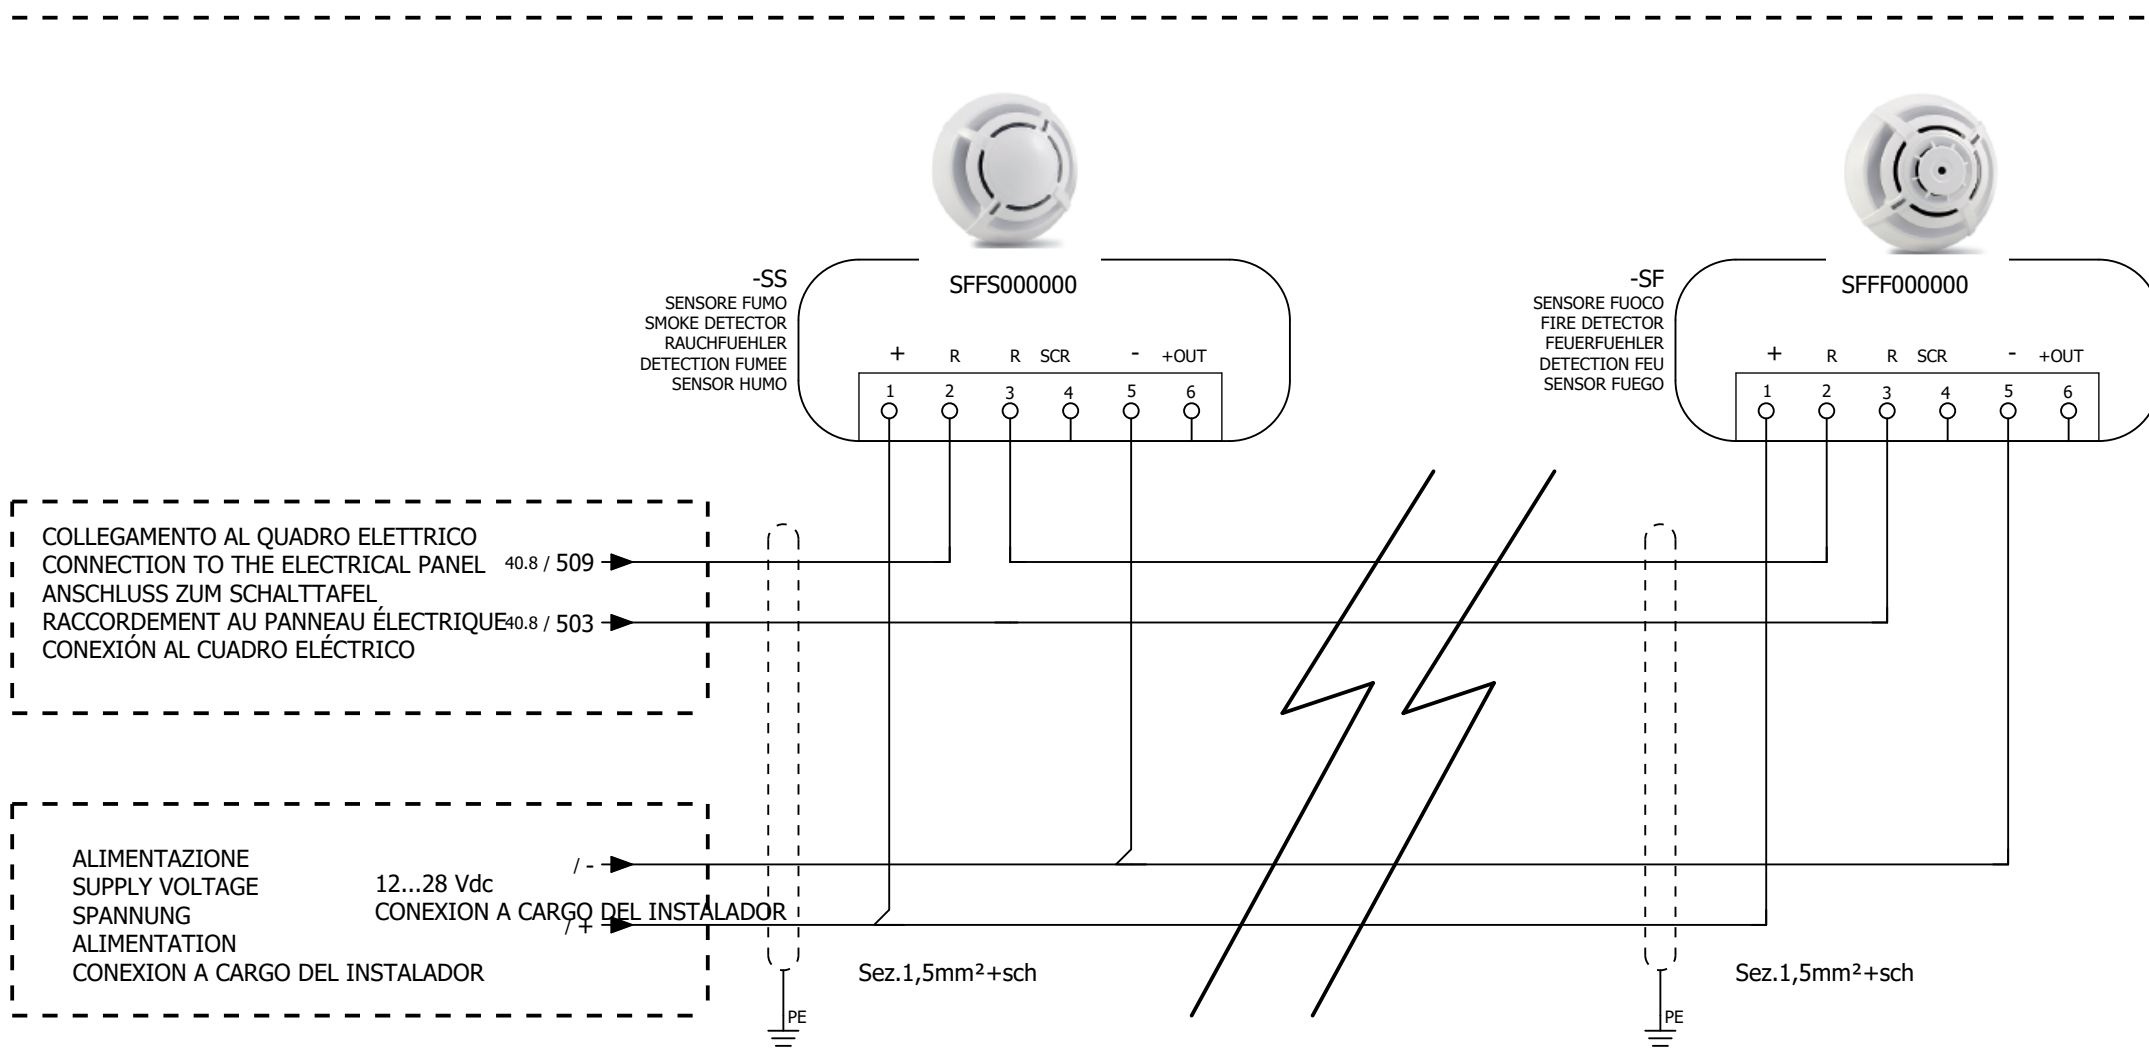 -SS
SENSORE FUMO
SMOKE DETECTOR
RAUCHFUEHLER
DETECTION FUMEE
SENSOR HUMO
SFFS000000
+ R R SCR - +OUT
1 2 3 4 5 6
-SF
SENSORE FUOCO
FIRE DETECTOR
FEUERFUEHLER
DETECTION FEU
SENSOR FUEGO
SFFF000000
+ R R SCR - +OUT
1 2 3 4 5 6
COLLEGAMENTO AL QUADRO ELETTRICO
CONNECTION TO THE ELECTRICAL PANEL
ANSCHLUSS ZUM SCHALTTAFEL
RACCORDEMENT AU PANNEAU ÉLECTRIQUE
CONEXIÓN AL CUADRO ELÉCTRICO
40.8 / 509
40.8 / 503
ALIMENTAZIONE
SUPPLY VOLTAGE
SPANNUNG
ALIMENTATION
CONEXION A CARGO DEL INSTALADOR
12...28 Vdc
CONEXION A CARGO DEL INSTALADOR
/ -
/ +
PE
Sez.1,5mm²+sch
PE
Sez.1,5mm²+sch